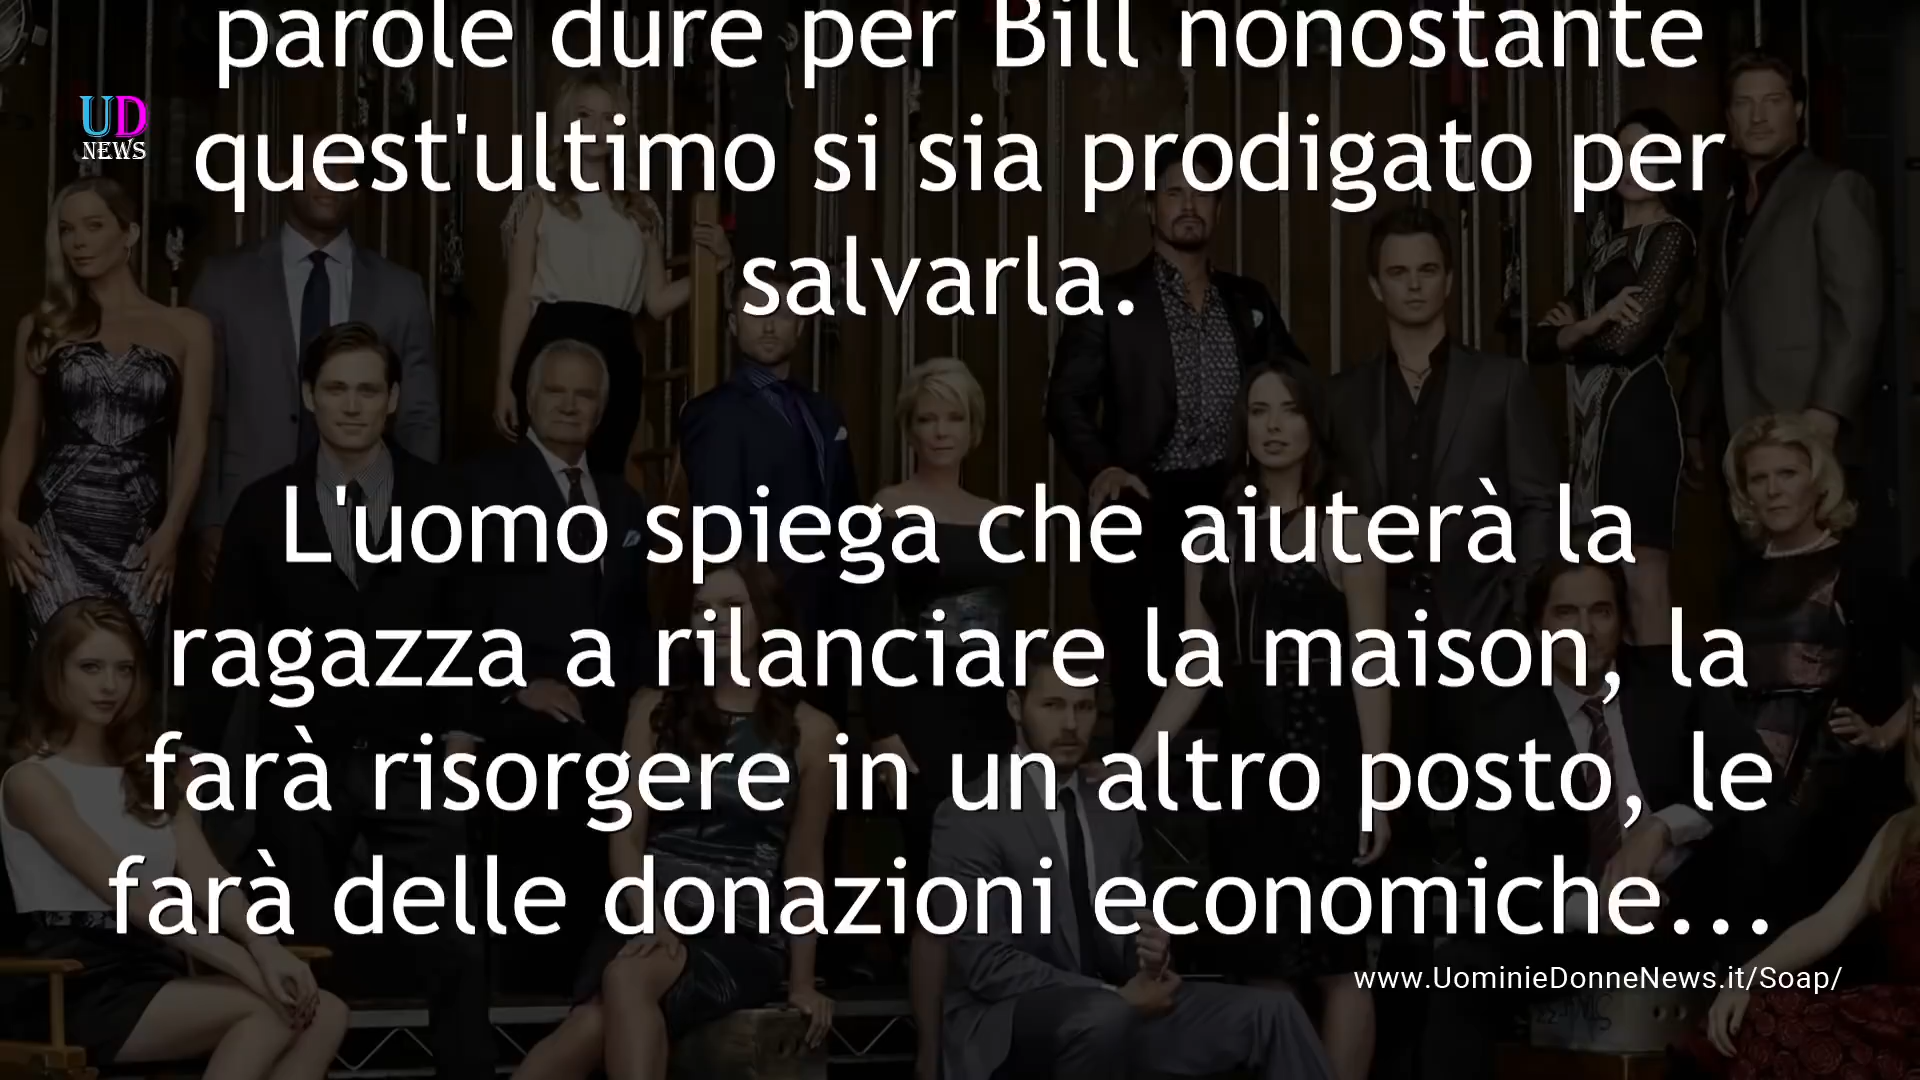 parole dure per Bill nonostante
UD
NEWS
quest'ultimo si sia prodigato per
salvarla.
L'uomo spiega che aiuterà la
ragazza a rilanciare la maison, la
farà risorgere in un altro posto, le
farà delle donazioni economiche...
www.UominieDonneNews.it/Soap/